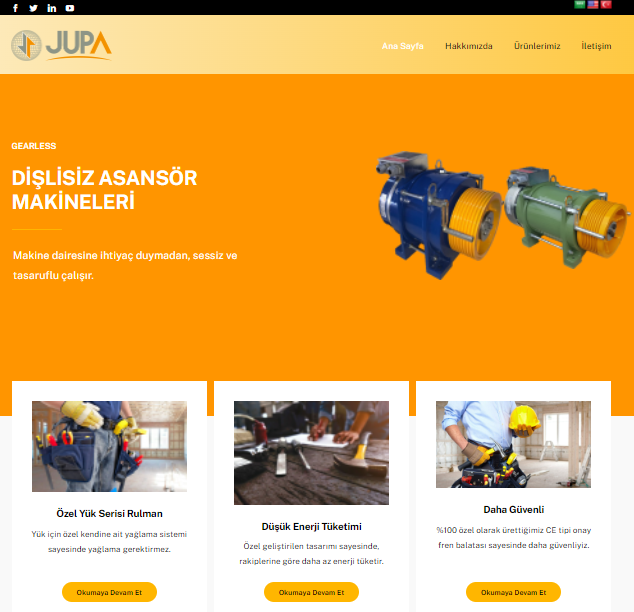 JUPA
Ana Sayfa
Hakkımızda
Ürünlerimiz
İletişim
GEARLESS
DİŞLİSİZ ASANSÖR
MAKİNELERİ
Makine dairesine ihtiyaç duymadan, sessiz ve
tasaruflu çalışır.
Özel Yük Serisi Rulman
Yük için özel kendine ait yağlama sistemi
sayesinde yağlama gerektirmez.
Okumaya Devam Et
Düşük Enerji Tüketimi
Özel geliştirilen tasarımı sayesinde,
rakiplerine göre daha az enerji tüketir.
Okumaya Devam Et
Daha Güvenli
%100 özel olarak ürettiğimiz CE tipi onay
fren balatası sayesinde daha güvenliyiz.
Okumaya Devam Et